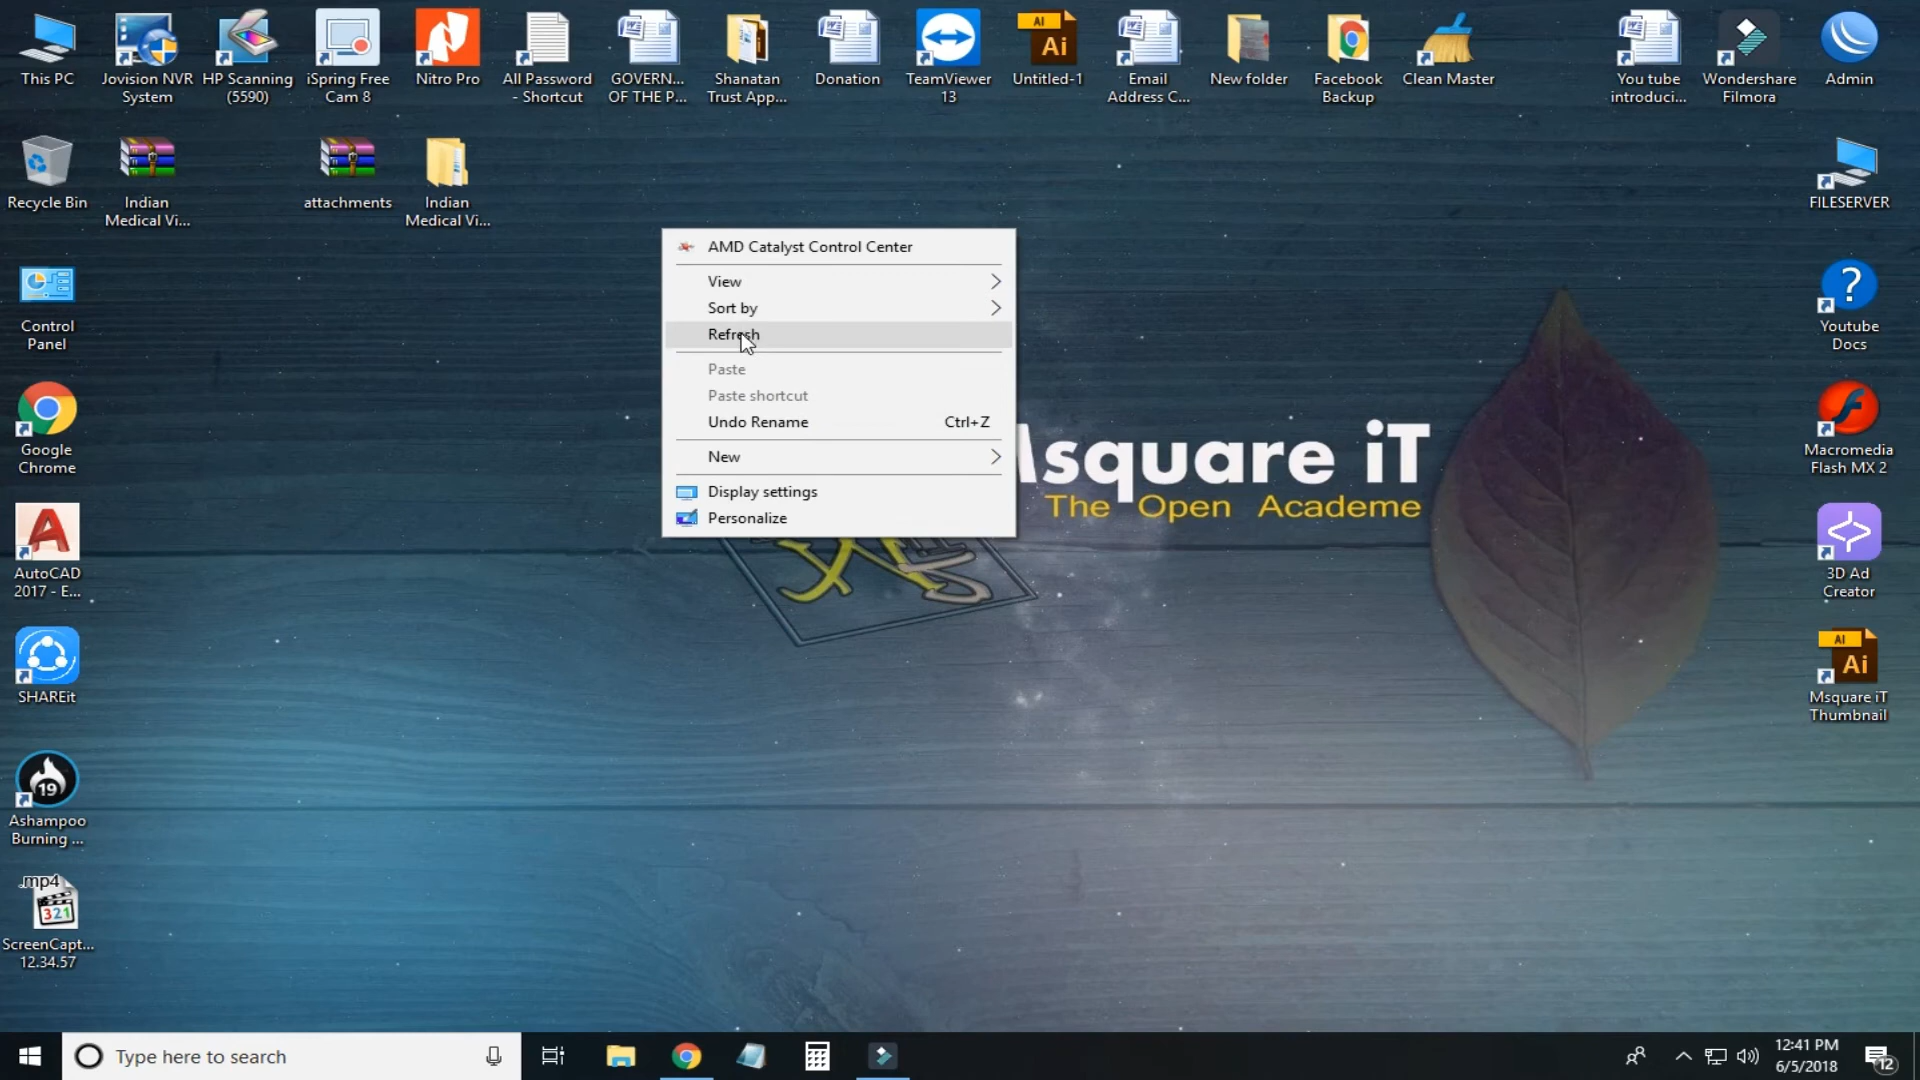 This PC
Jovision NVR
System
HP Scanning
(5590)
iSpring Free
Cam 8
Nitro Pro
All Password
- Shortcut
GOVERN...
OF THE P...
Shanatan
Trust App...
Donation
TeamViewer
13
Ai
Ai
Untitled-1
Email
Address C...
New folder
Facebook
Backup
Clean Master
You tube
introduci...
Wondershare
Filmora
Admin
Recycle Bin
Indian
Medical Vi...
attachments
Indian
Medical Vi...
FILESERVER
AMD Catalyst Control Center
View
Sort by
Refresh
Paste
Paste shortcut
Undo Rename Ctrl+Z
New
Display settings
Personalize
Control
Panel
?
Youtube
Docs
Google
Chrome
Macromedia
Flash MX 2
square iT
The Open Academe
AutoCAD
2017 - E...
3D Ad
Creator
SHAREit
Ai
Ai
Msquare iT
Thumbnail
19
Ashampoo
Burning ...
.mp4
321
ScreenCapt...
12.34.57
Type here to search
12:41 PM
6/5/2018
12